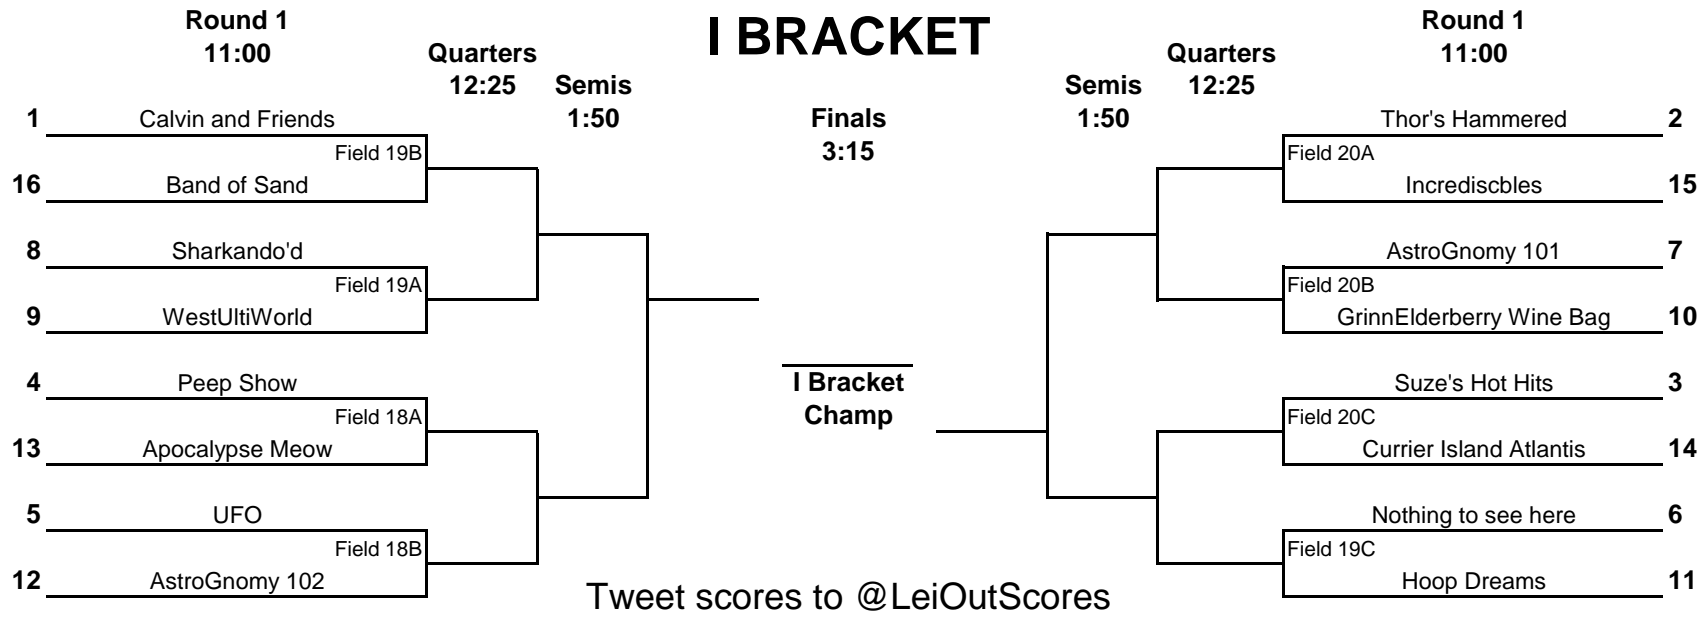 I BRACKET
Round 1
11:00
Quarters
12:25
Semis
1:50
Finals
3:15
Semis
1:50
Quarters
12:25
Round 1
11:00
1 Calvin and Friends
Field 19B
16 Band of Sand
8 Sharkando'd
Field 19A
9 WestUltiWorld
4 Peep Show
Field 18A
13 Apocalypse Meow
5 UFO
Field 18B
12 AstroGnomy 102
I Bracket
Champ
Thor's Hammered 2
Field 20A
Incrediscbles 15
AstroGnomy 101 7
Field 20B
GrinnElderberry Wine Bag 10
Suze's Hot Hits 3
Field 20C
Currier Island Atlantis 14
Nothing to see here 6
Field 19C
Hoop Dreams 11
Tweet scores to @LeiOutScores